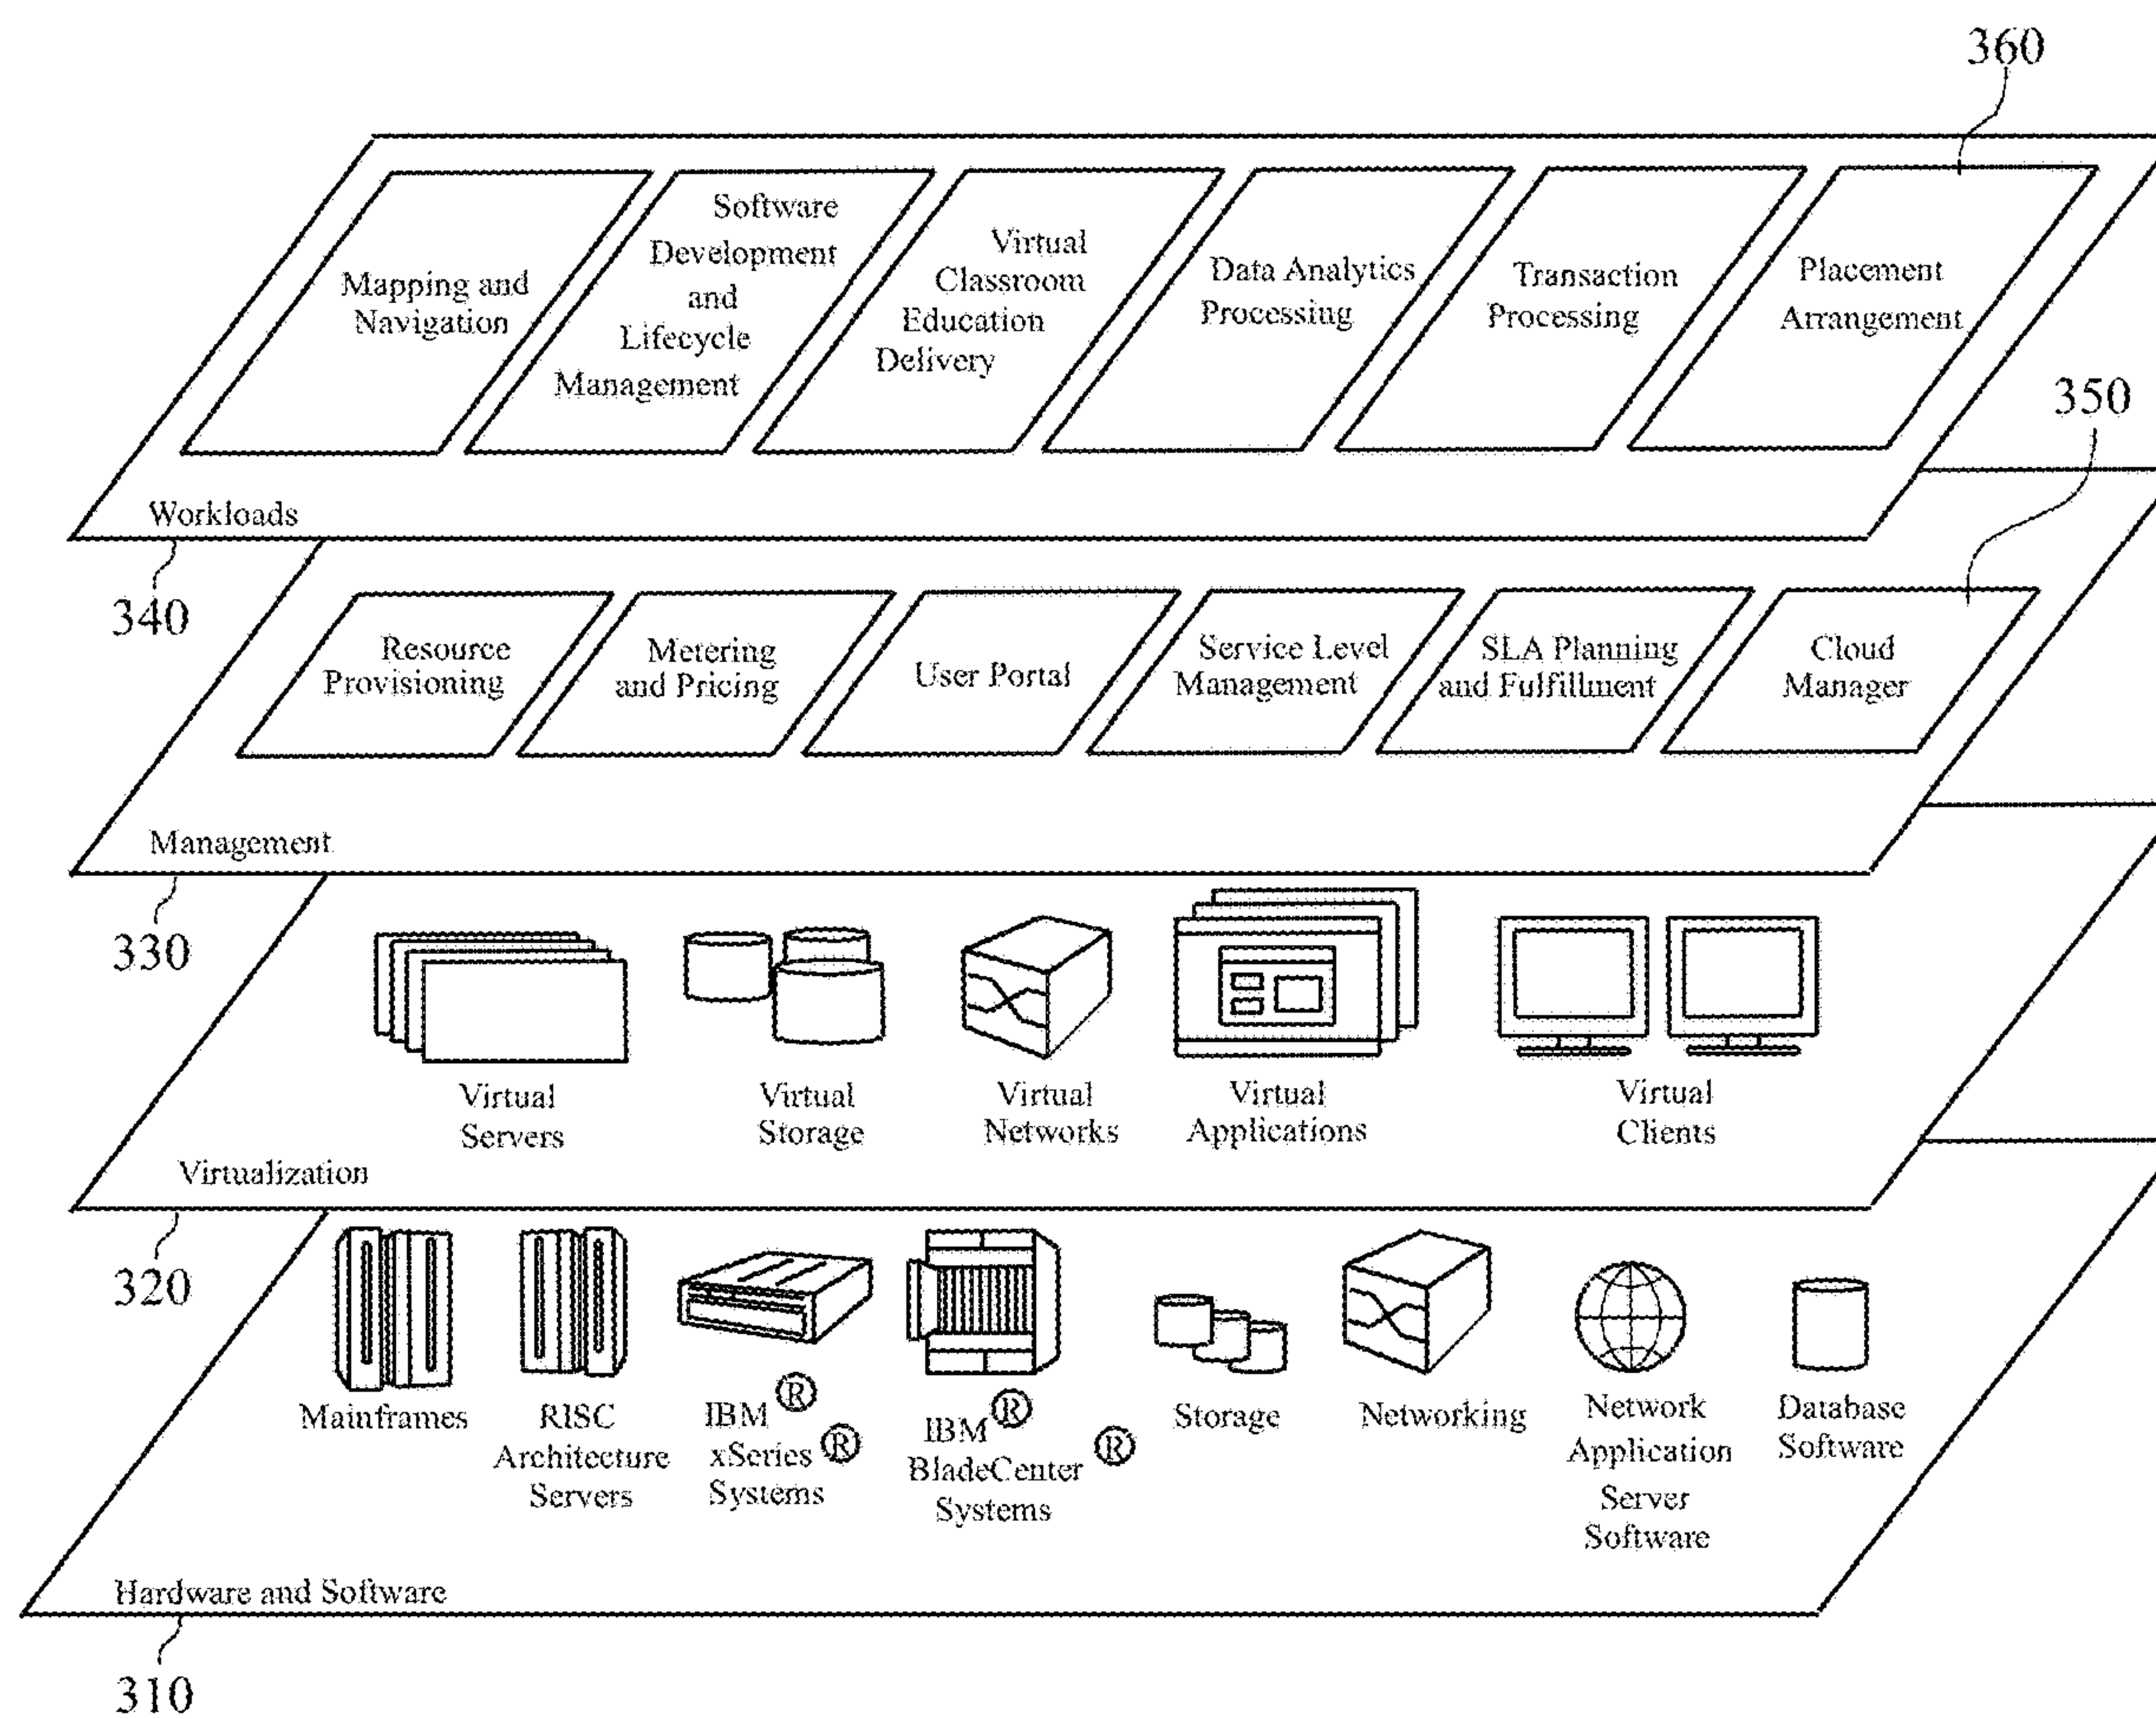 360
Mapping and
Navigation
Software
Development
and
Lifecycle
Management
Virtual
Classroom
Education
Delivery
Data Analytics
Processing
Transaction
Processing
Placement
Arrangement
350
Workloads
340
Resource
Provisioning
Metering
and Pricing
User Portal
Service Level
Management
SLA Planning
and Fulfillment
Cloud
Manager
Management
330
Virtual
Servers
Virtual
Storage
Virtual
Networks
Virtual
Applications
Virtual
Clients
Virtualization
320
Mainframes
RISC
Architecture
Servers
IBM ®
xSeries ®
Systems
IBM ®
BladeCenter ®
Systems
Storage
Networking
Network
Application
Server
Software
Database
Software
Hardware and Software
310